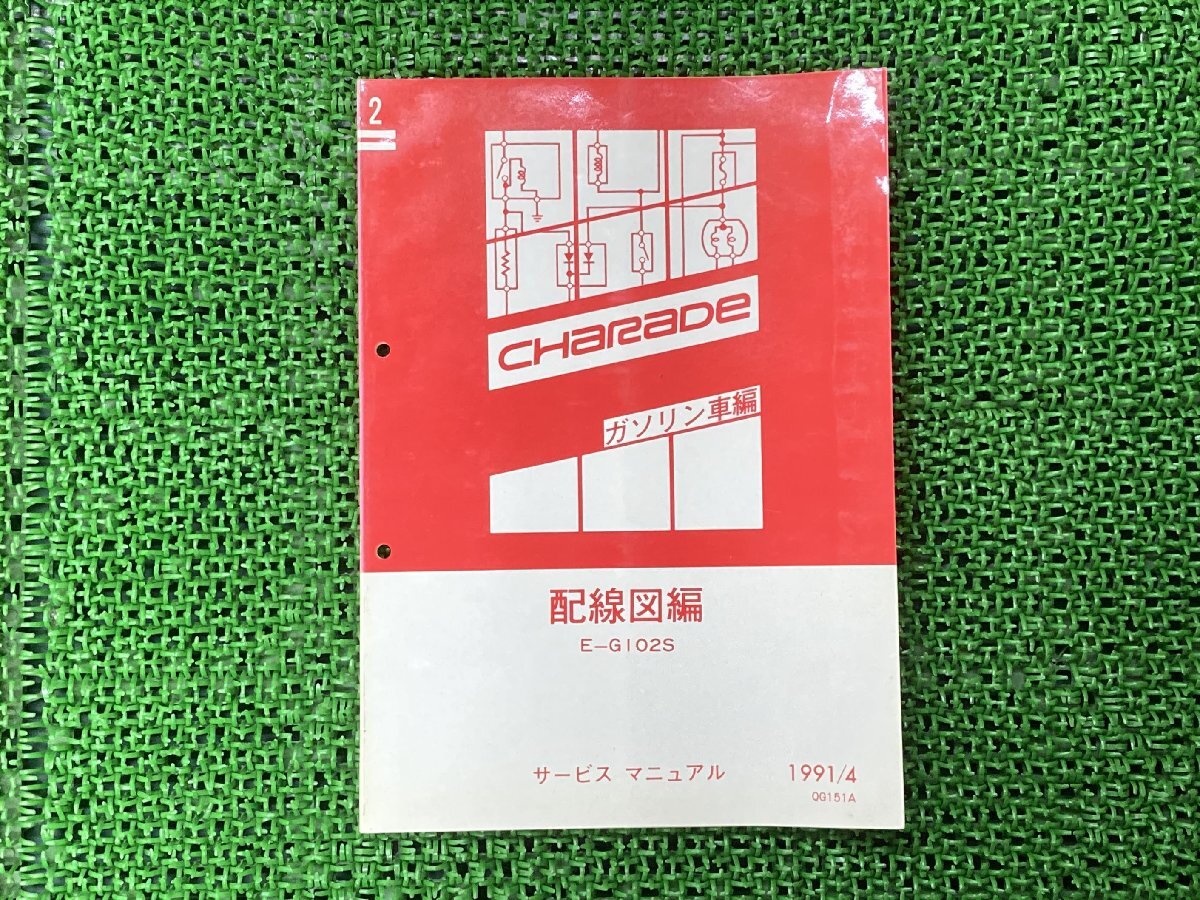 2
CHARADE
ガソリン車編
配線図編
E-G102S
サービス マニュアル 1991/4
QG151A